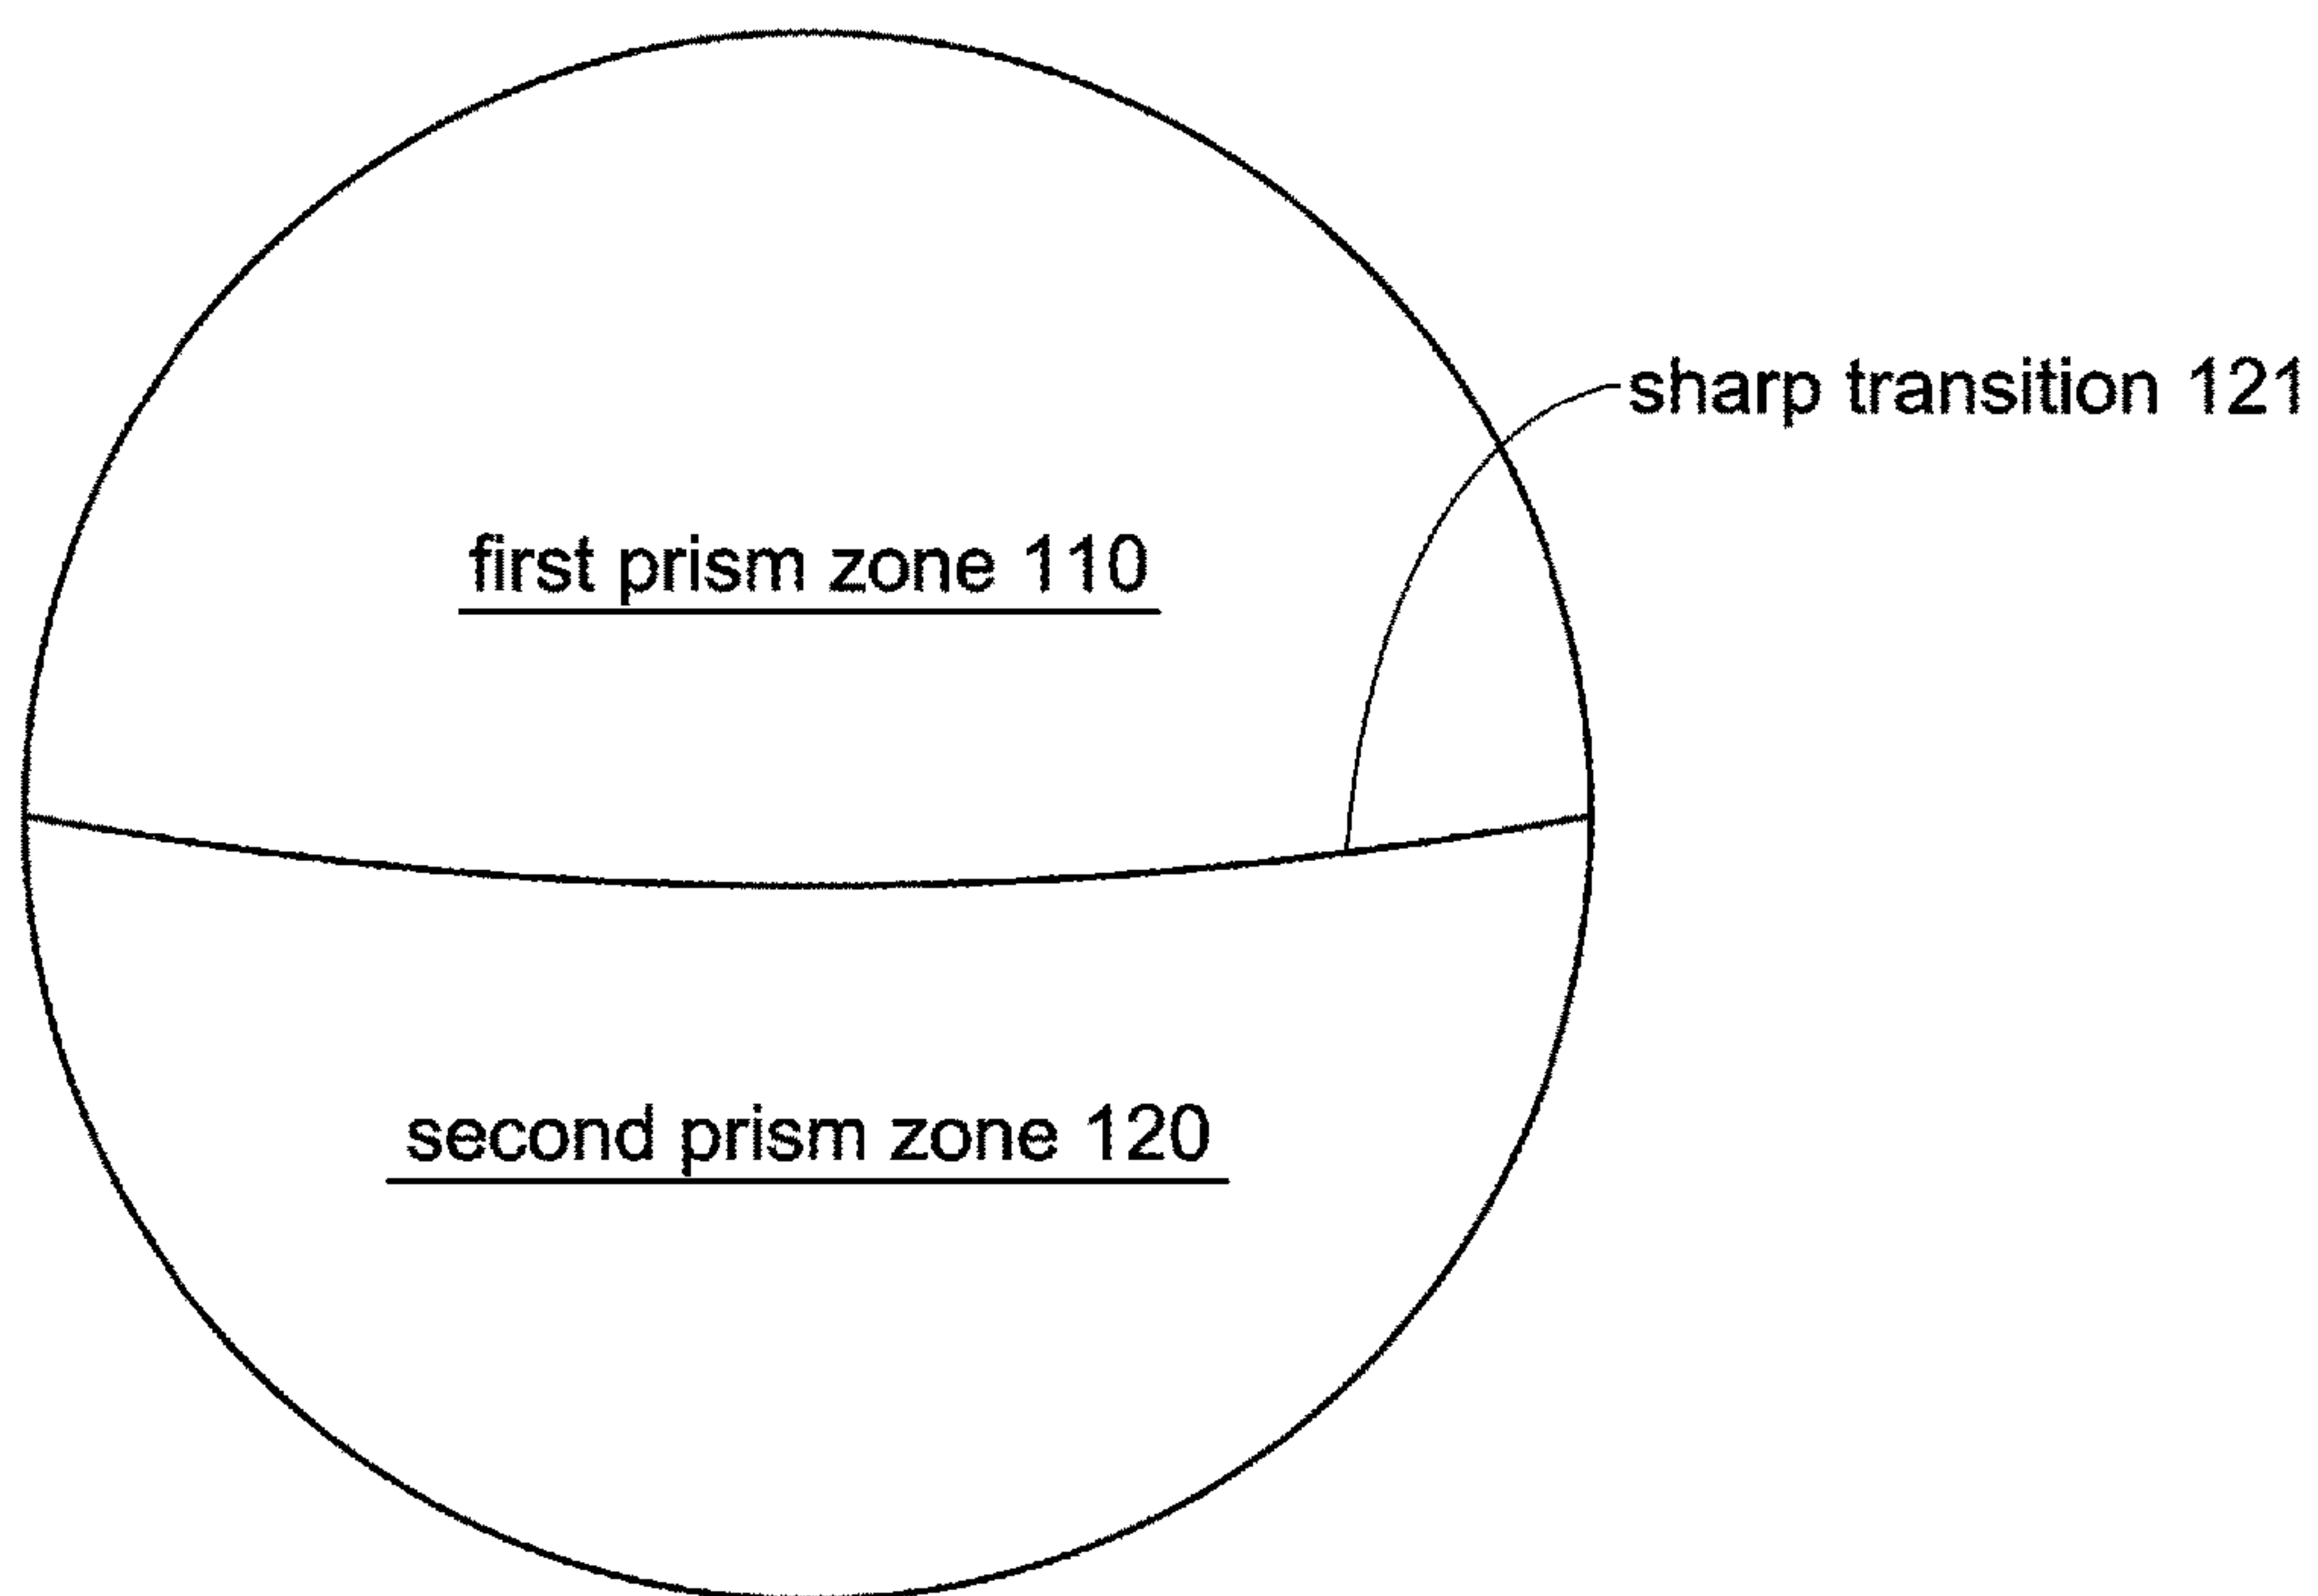 sharp transition 121
first prism zone 110
second prism zone 120